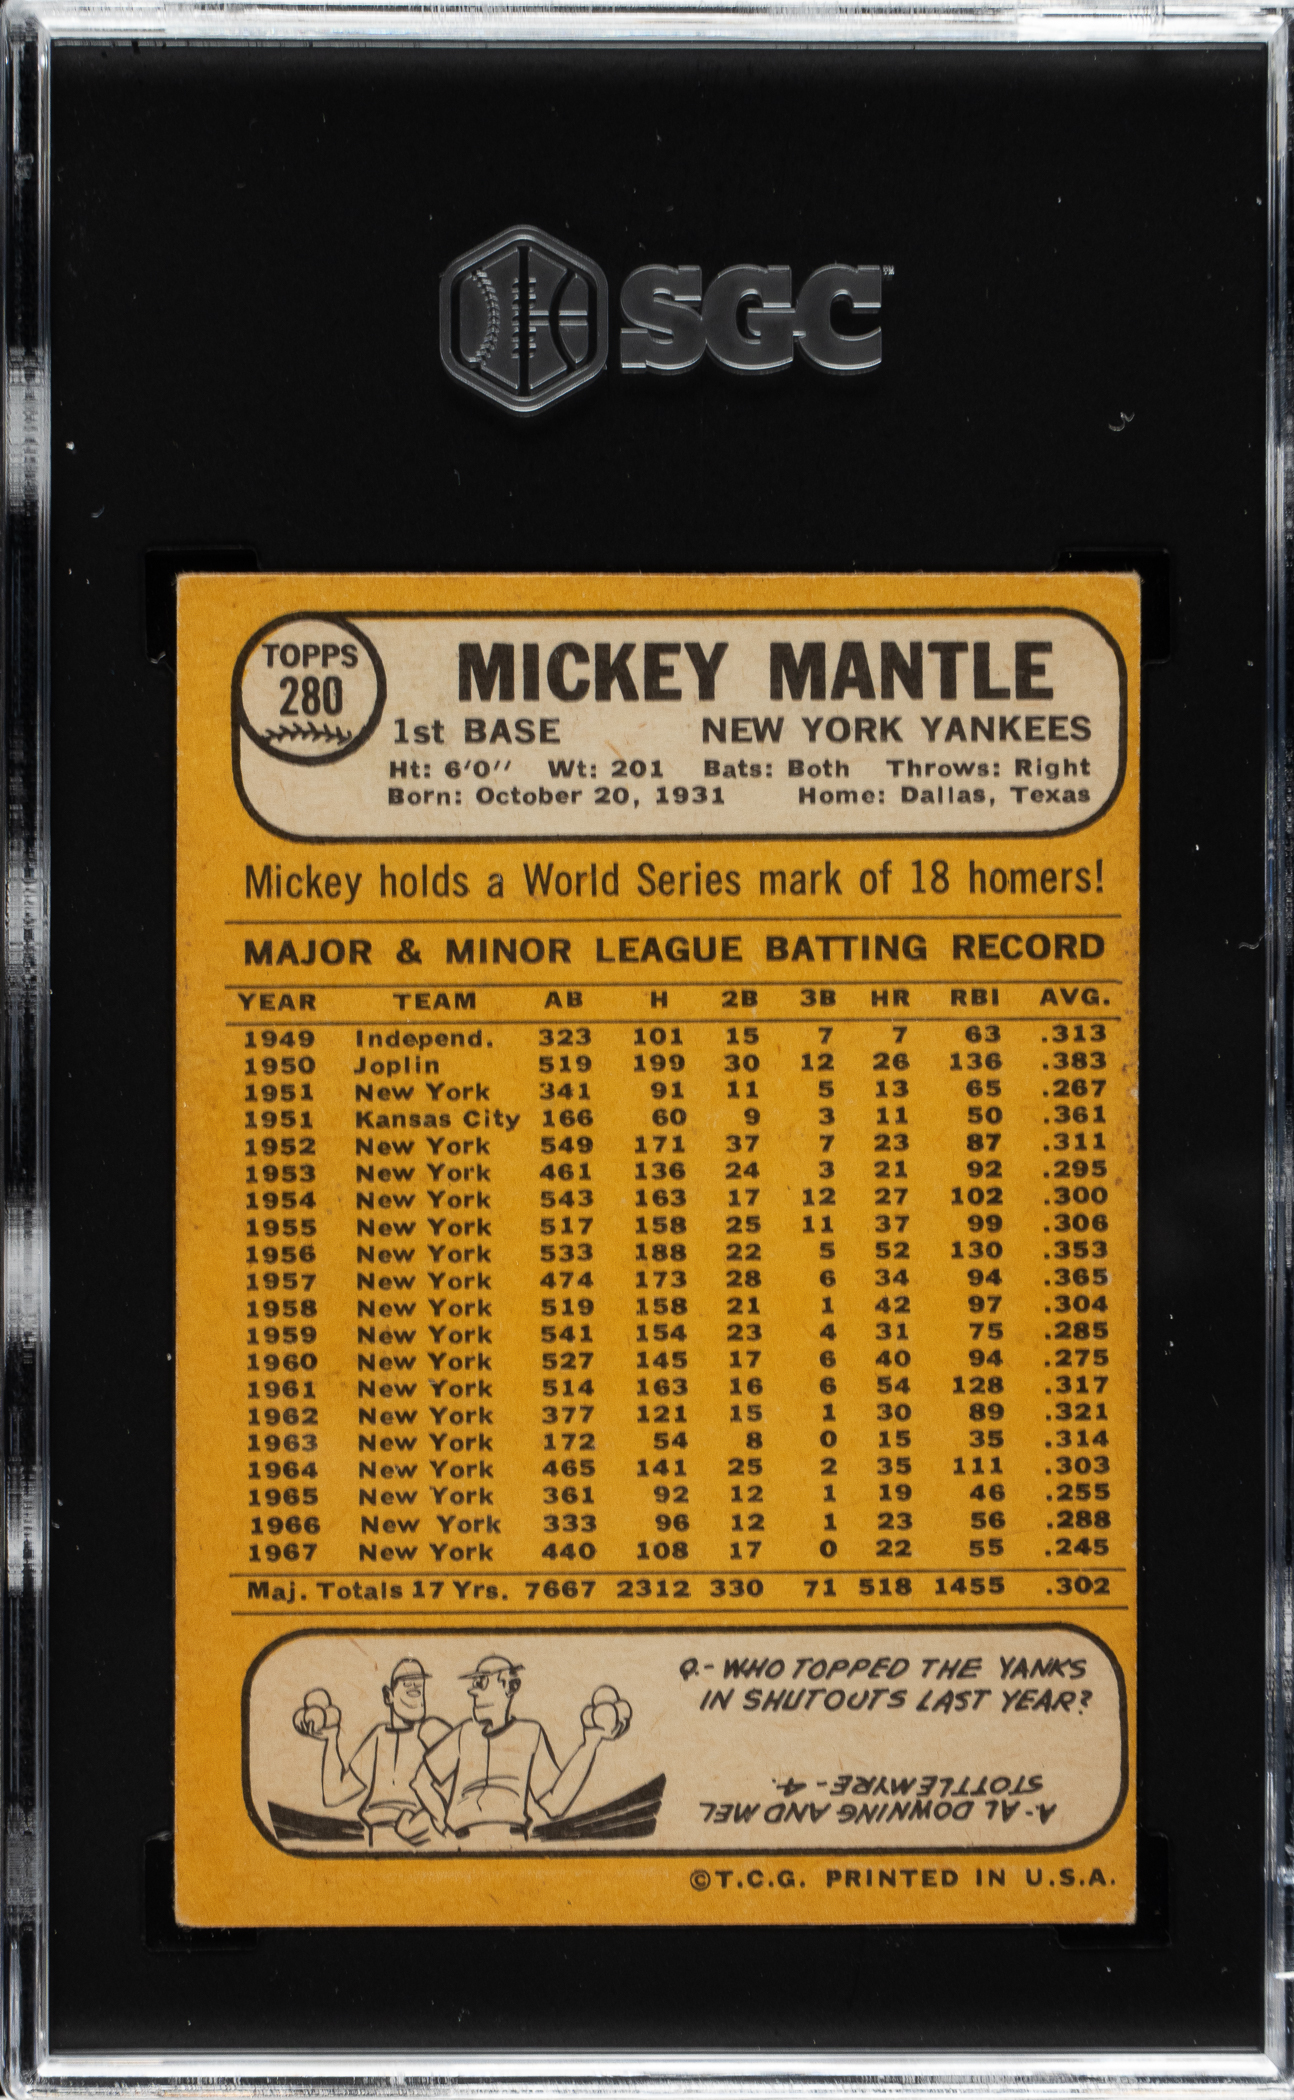 SGC SM
TOPPS
280
MICKEY MANTLE
1st BASE NEW YORK YANKEES
Ht: 6'0" Wt: 201 Bats: Both Throws: Right
Born: October 20, 1931 Home: Dallas, Texas
Mickey holds a World Series mark of 18 homers!
MAJOR & MINOR LEAGUE BATTING RECORD
YEAR TEAM AB H 2B 3B HR RBI AVG.
1949 Independ. 323 101 15 7 7 63 .313
1950 Joplin 519 199 30 12 26 136 .383
1951 New York 341 91 11 5 13 65 .267
1951 Kansas City 166 60 9 3 11 50 .361
1952 New York 549 171 37 7 23 87 .311
1953 New York 461 136 24 3 21 92 .295
1954 New York 543 163 17 12 27 102 .300
1955 New York 517 158 25 11 37 99 .306
1956 New York 533 188 22 5 52 130 .353
1957 New York 474 173 28 6 34 94 .365
1958 New York 519 158 21 1 42 97 .304
1959 New York 541 154 23 4 31 75 .285
1960 New York 527 145 17 6 40 94 .275
1961 New York 514 163 16 6 54 128 .317
1962 New York 377 121 15 1 30 89 .321
1963 New York 172 54 8 0 15 35 .314
1964 New York 465 141 25 2 35 111 .303
1965 New York 361 92 12 1 19 46 .255
1966 New York 333 96 12 1 23 56 .288
1967 New York 440 108 17 0 22 55 .245
Maj. Totals 17 Yrs. 7667 2312 330 71 518 1455 .302
Q.- WHO TOPPED THE YANKS
IN SHUTOUTS LAST YEAR?
A.- AL DOWNING AND MEL
STOTTLEMYRE - 4.
©T.C.G. PRINTED IN U.S.A.